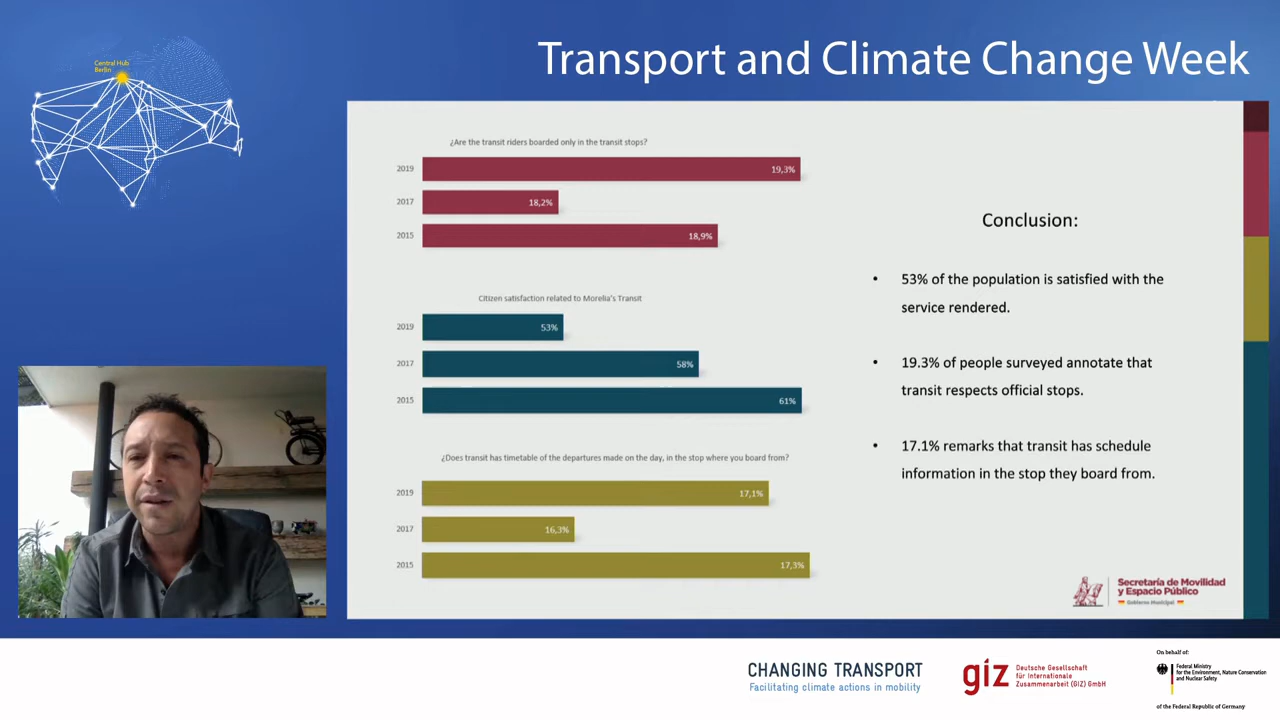 Central Hub
Berlin
Transport and Climate Change Week
¿Are the transit riders boarded only in the transit stops?
2019
19,3%
2017
18,2%
2015
18,9%
Citizen satisfaction related to Morelia's Transit
2019
53%
2017
58%
2015
61%
¿Does transit has timetable of the departures made on the day, in the stop where you board from?
2019
17,1%
2017
16,3%
2015
17,3%
Conclusion:
• 53% of the population is satisfied with the
service rendered.
• 19.3% of people surveyed annotate that
transit respects official stops.
• 17.1% remarks that transit has schedule
information in the stop they board from.
Secretaría de Movilidad
y Espacio Público
Gobierno Municipal
CHANGING TRANSPORT
Facilitating climate actions in mobility
giz
Deutsche Gesellschaft
für Internationale
Zusammenarbeit (GIZ) GmbH
On behalf of:
Federal Ministry
for the Environment, Nature Conservation
and Nuclear Safety
of the Federal Republic of Germany